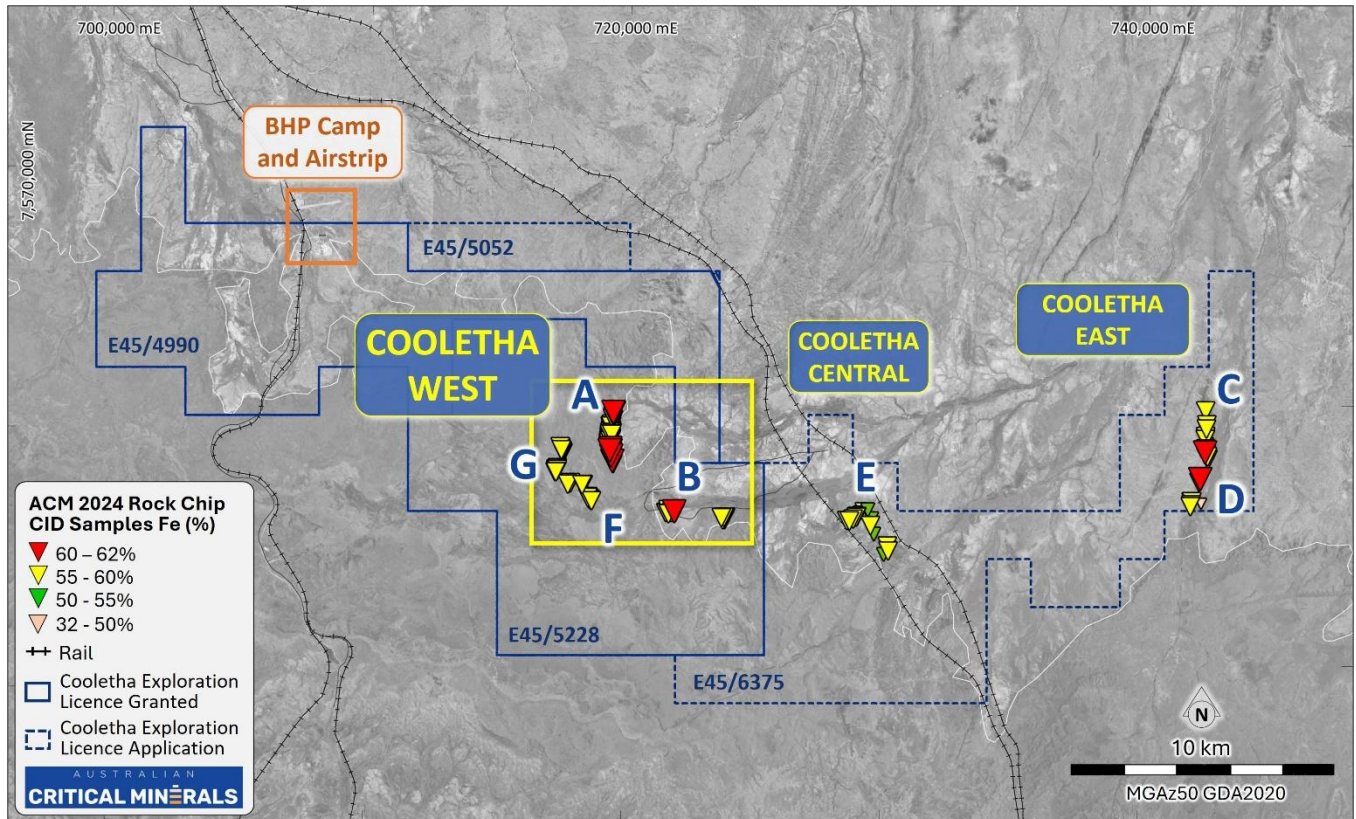 700,000 mE
720,000 mE
740,000 mE
7,570,000 mN
BHP Camp
and Airstrip
E45/5052
E45/4990
COOLETHA
WEST
COOLETHA
CENTRAL
COOLETHA
EAST
A
B
C
D
E
F
G
E45/5228
E45/6375
ACM 2024 Rock Chip
CID Samples Fe (%)
60 – 62%
55 - 60%
50 - 55%
32 - 50%
Rail
Cooletha Exploration
Licence Granted
Cooletha Exploration
Licence Application
AUSTRALIAN
CRITICAL MINERALS
N
10 km
MGAz50 GDA2020